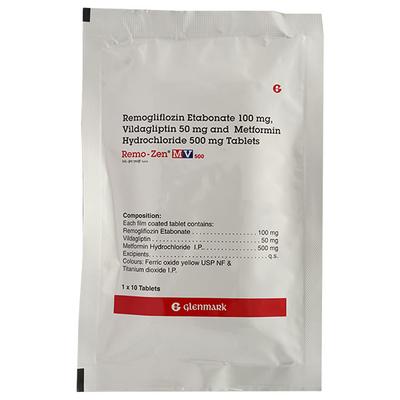 G
Remogliflozin Etabonate 100 mg,
Vildagliptin 50 mg and Metformin
Hydrochloride 500 mg Tablets
Remo-Zen® MV 500
Composition:
Each film coated tablet contains:
Remogliflozin Etabonate . . . . . . . . . . . . . . . . . 100 mg
Vildagliptin . . . . . . . . . . . . . . . . . . . . . . . . . . . . 50 mg
Metformin Hydrochloride I.P. . . . . . . . . . . . . . . 500 mg
Excipients. . . . . . . . . . . . . . . . . . . . . . . . . . . . . q.s.
Colours: Ferric oxide yellow USP NF &
Titanium dioxide I.P.
1 x 10 Tablets
G glenmark